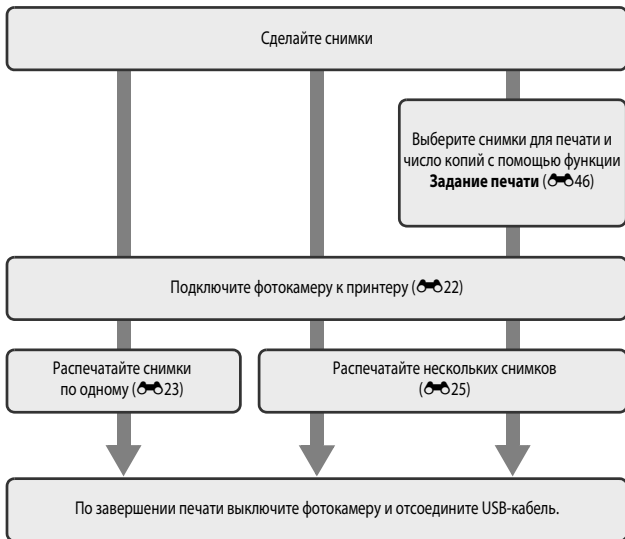 Сделайте снимки
Выберите снимки для печати и
число копий с помощью функции
Задание печати (46)
Подключите фотокамеру к принтеру (22)
Распечатайте снимки
по одному (23)
Распечатайте нескольких снимков
(25)
По завершении печати выключите фотокамеру и отсоедините USB-кабель.